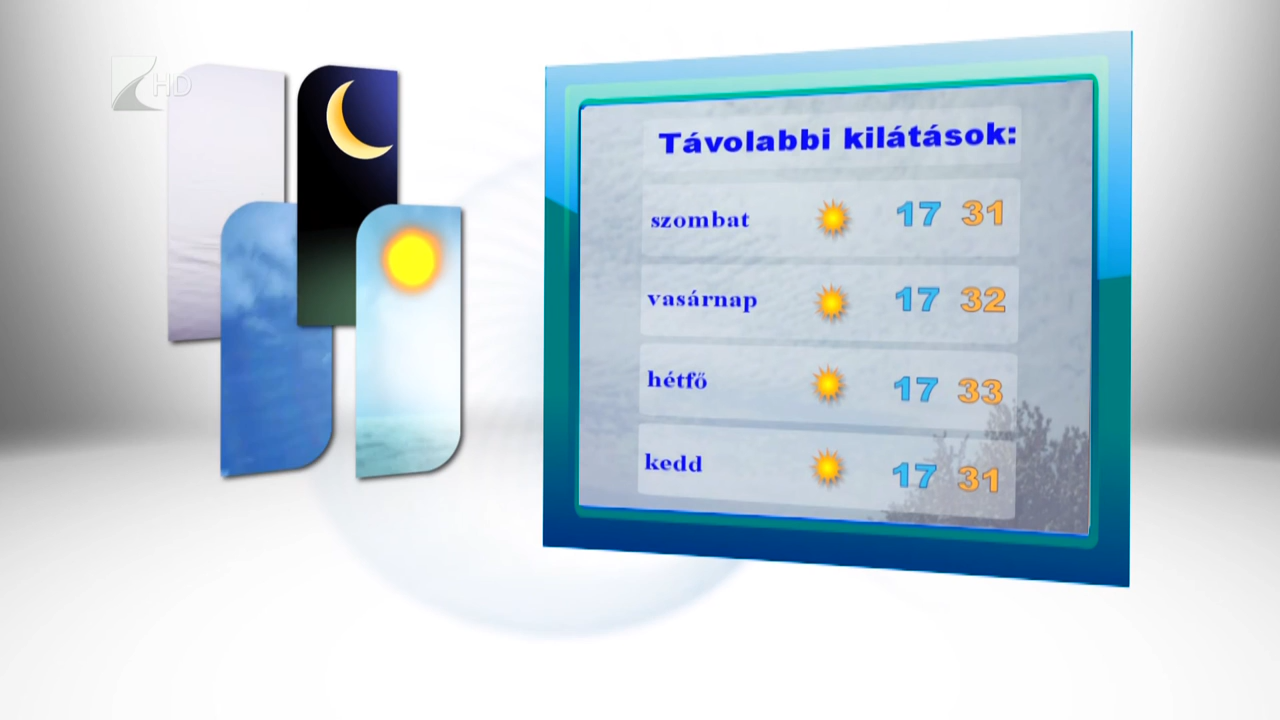 HD
Távolabbi kilátások:
szombat 17 31
vasárnap 17 32
hétfő 17 33
kedd 17 31